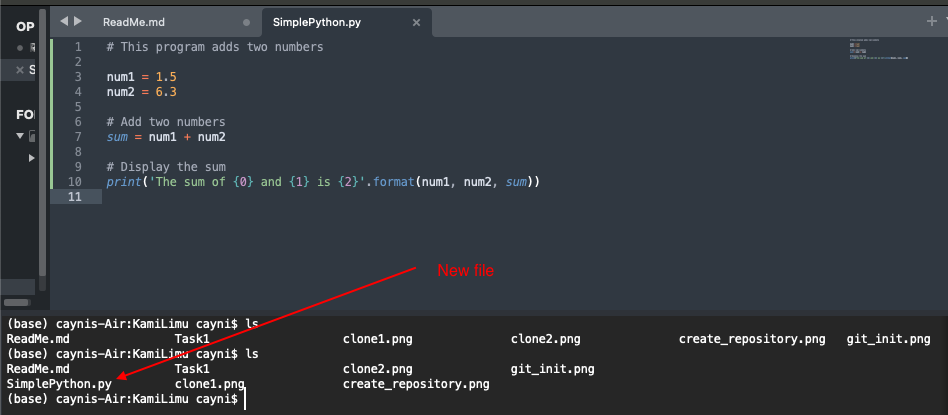 OP
ReadMe.md
SimplePython.py
S
FO
1 # This program adds two numbers
2
3 num1 = 1.5
4 num2 = 6.3
5
6 # Add two numbers
7 sum = num1 + num2
8
9 # Display the sum
10 print('The sum of {0} and {1} is {2}'.format(num1, num2, sum))
11
New file
(base) caynis-Air:KamiLimu cayni$ ls
ReadMe.md Task1 clone1.png clone2.png create_repository.png git_init.png
(base) caynis-Air:KamiLimu cayni$ ls
ReadMe.md Task1 clone2.png git_init.png
SimplePython.py clone1.png create_repository.png
(base) caynis-Air:KamiLimu cayni$